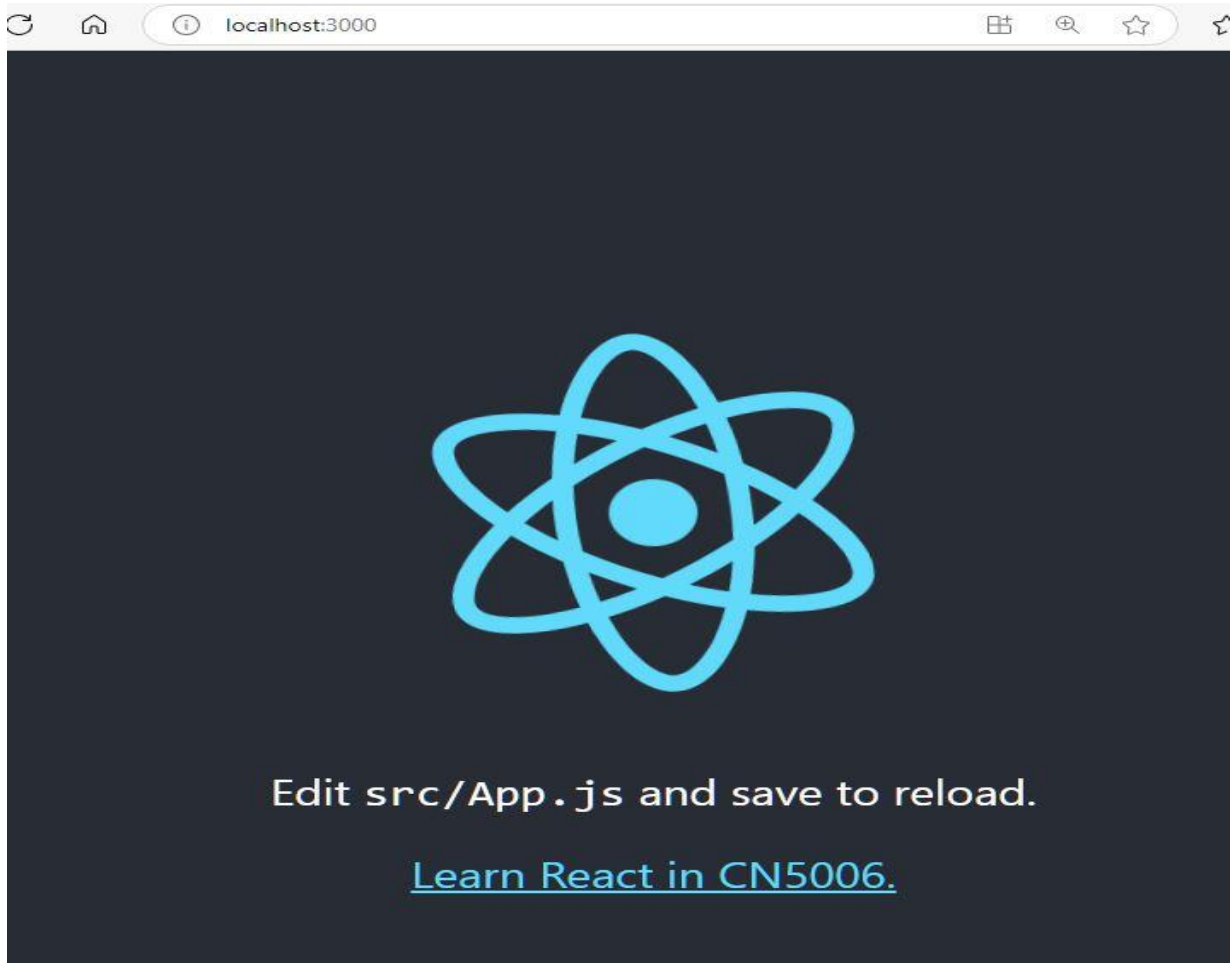 localhost:3000
Edit src/App.js and save to reload.
Learn React in CN5006.